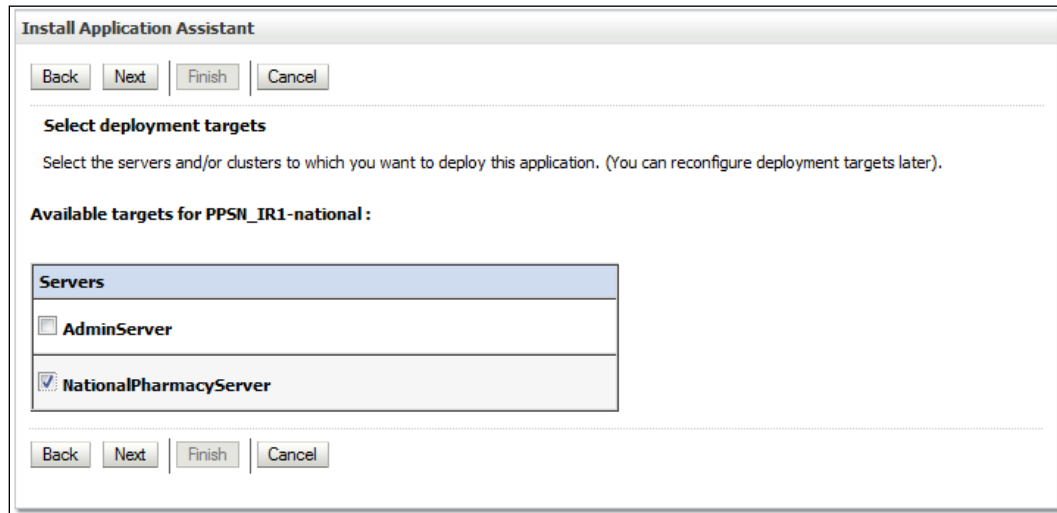 Install Application Assistant
Back Next Finish Cancel
Select deployment targets
Select the servers and/or clusters to which you want to deploy this application. (You can reconfigure deployment targets later).
Available targets for PPSN_IR1-national :
Servers
AdminServer
NationalPharmacyServer
Back Next Finish Cancel